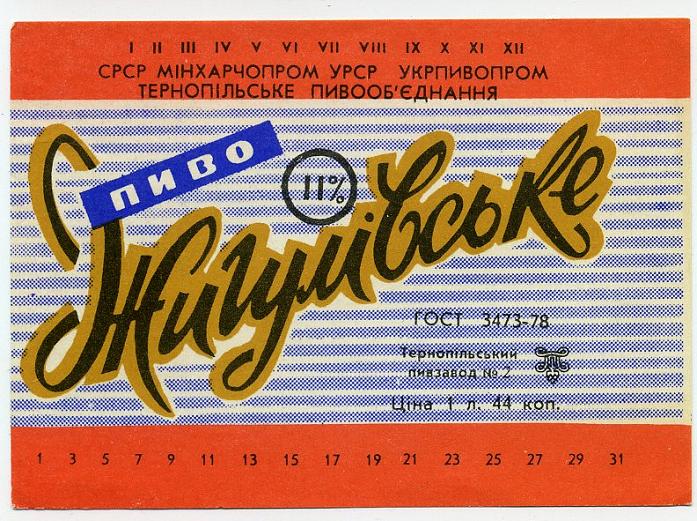 I II III IV V VI VII VIII IX X XI XII
СРСР МІНХАРЧОПРОМ УРСР УКРПИВОПРОМ
ТЕРНОПІЛЬСЬКЕ ПИВООБ'ЄДНАННЯ
ПИВО
11%
Жигулівське
ГОСТ 3473-78
Тернопільський
пивзавод № 2
Ціна 1 л. 44 коп.
1 3 5 7 9 11 13 15 17 19 21 23 25 27 29 31